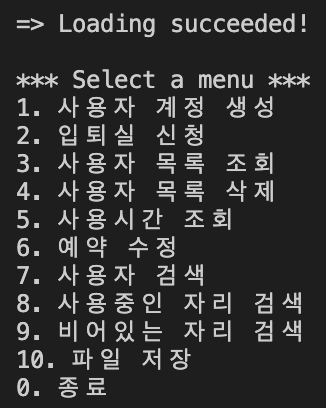 => Loading succeeded!
*** Select a menu ***
1. 사용자 계정 생성
2. 입퇴실 신청
3. 사용자 목록 조회
4. 사용자 목록 삭제
5. 사용시간 조회
6. 예약 수정
7. 사용자 검색
8. 사용중인 자리 검색
9. 비어있는 자리 검색
10. 파일 저장
0. 종료